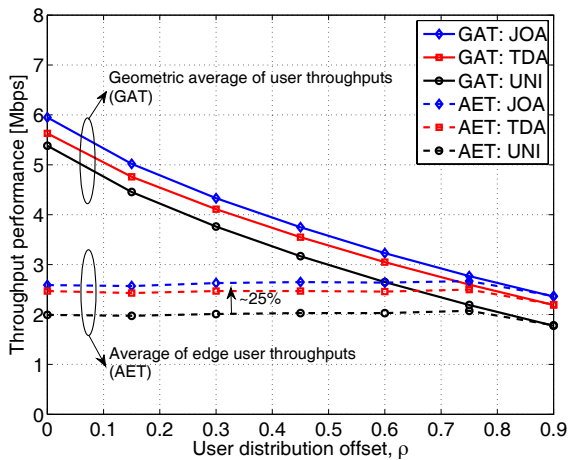 8
7
6
5
4
3
2
1
0
Throughput performance [Mbps]
GAT: JOA
GAT: TDA
GAT: UNI
AET: JOA
AET: TDA
AET: UNI
Geometric average of user throughputs
(GAT)
~25%
Average of edge user throughputs
(AET)
0 0.1 0.2 0.3 0.4 0.5 0.6 0.7 0.8 0.9
User distribution offset, ρ